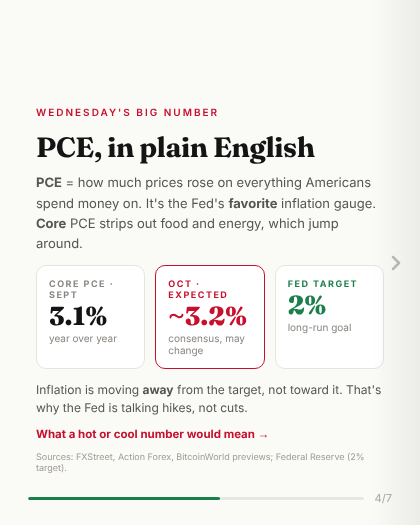 WEDNESDAY'S BIG NUMBER
PCE, in plain English
PCE = how much prices rose on everything Americans
spend money on. It's the Fed's favorite inflation gauge.
Core PCE strips out food and energy, which jump
around.
CORE PCE ·
SEPT
3.1%
year over year
OCT ·
EXPECTED
~3.2%
consensus, may
change
FED TARGET
2%
long-run goal
Inflation is moving away from the target, not toward it. That's
why the Fed is talking hikes, not cuts.
What a hot or cool number would mean →
Sources: FXStreet, Action Forex, BitcoinWorld previews; Federal Reserve (2%
target).
4/7